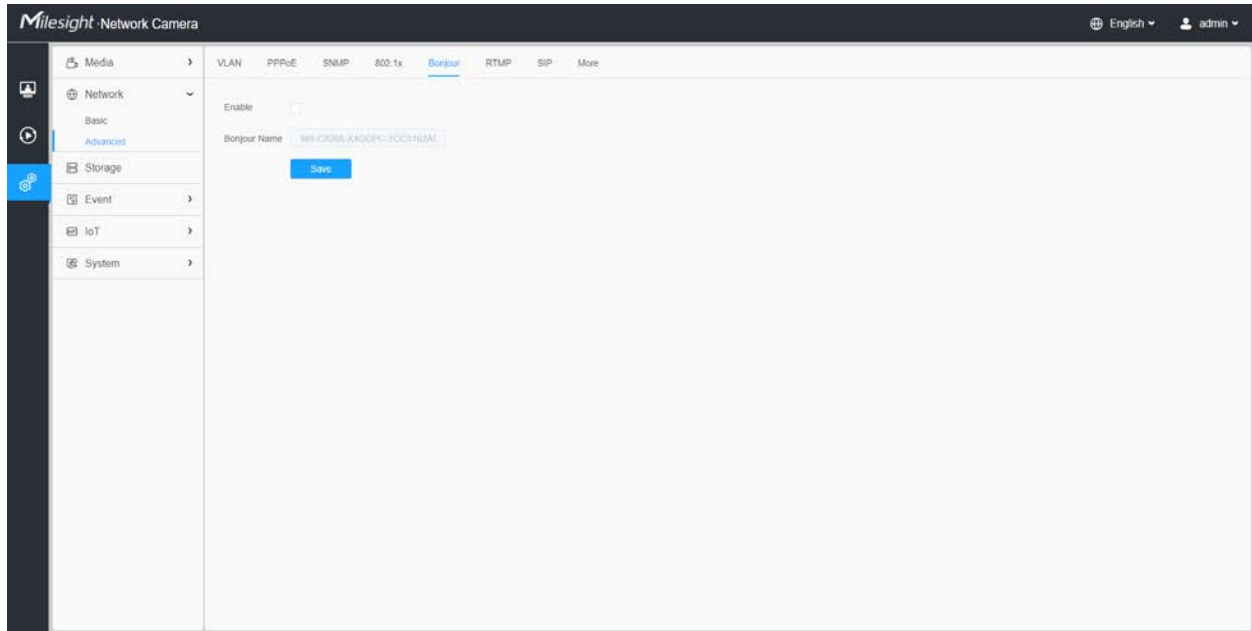 Milesight · Network Camera
English
admin
Media
Network
Basic
Advanced
Storage
Event
IoT
System
VLAN PPPoE SNMP 802.1x Bonjour RTMP SIP More
Enable
Bonjour Name
Save